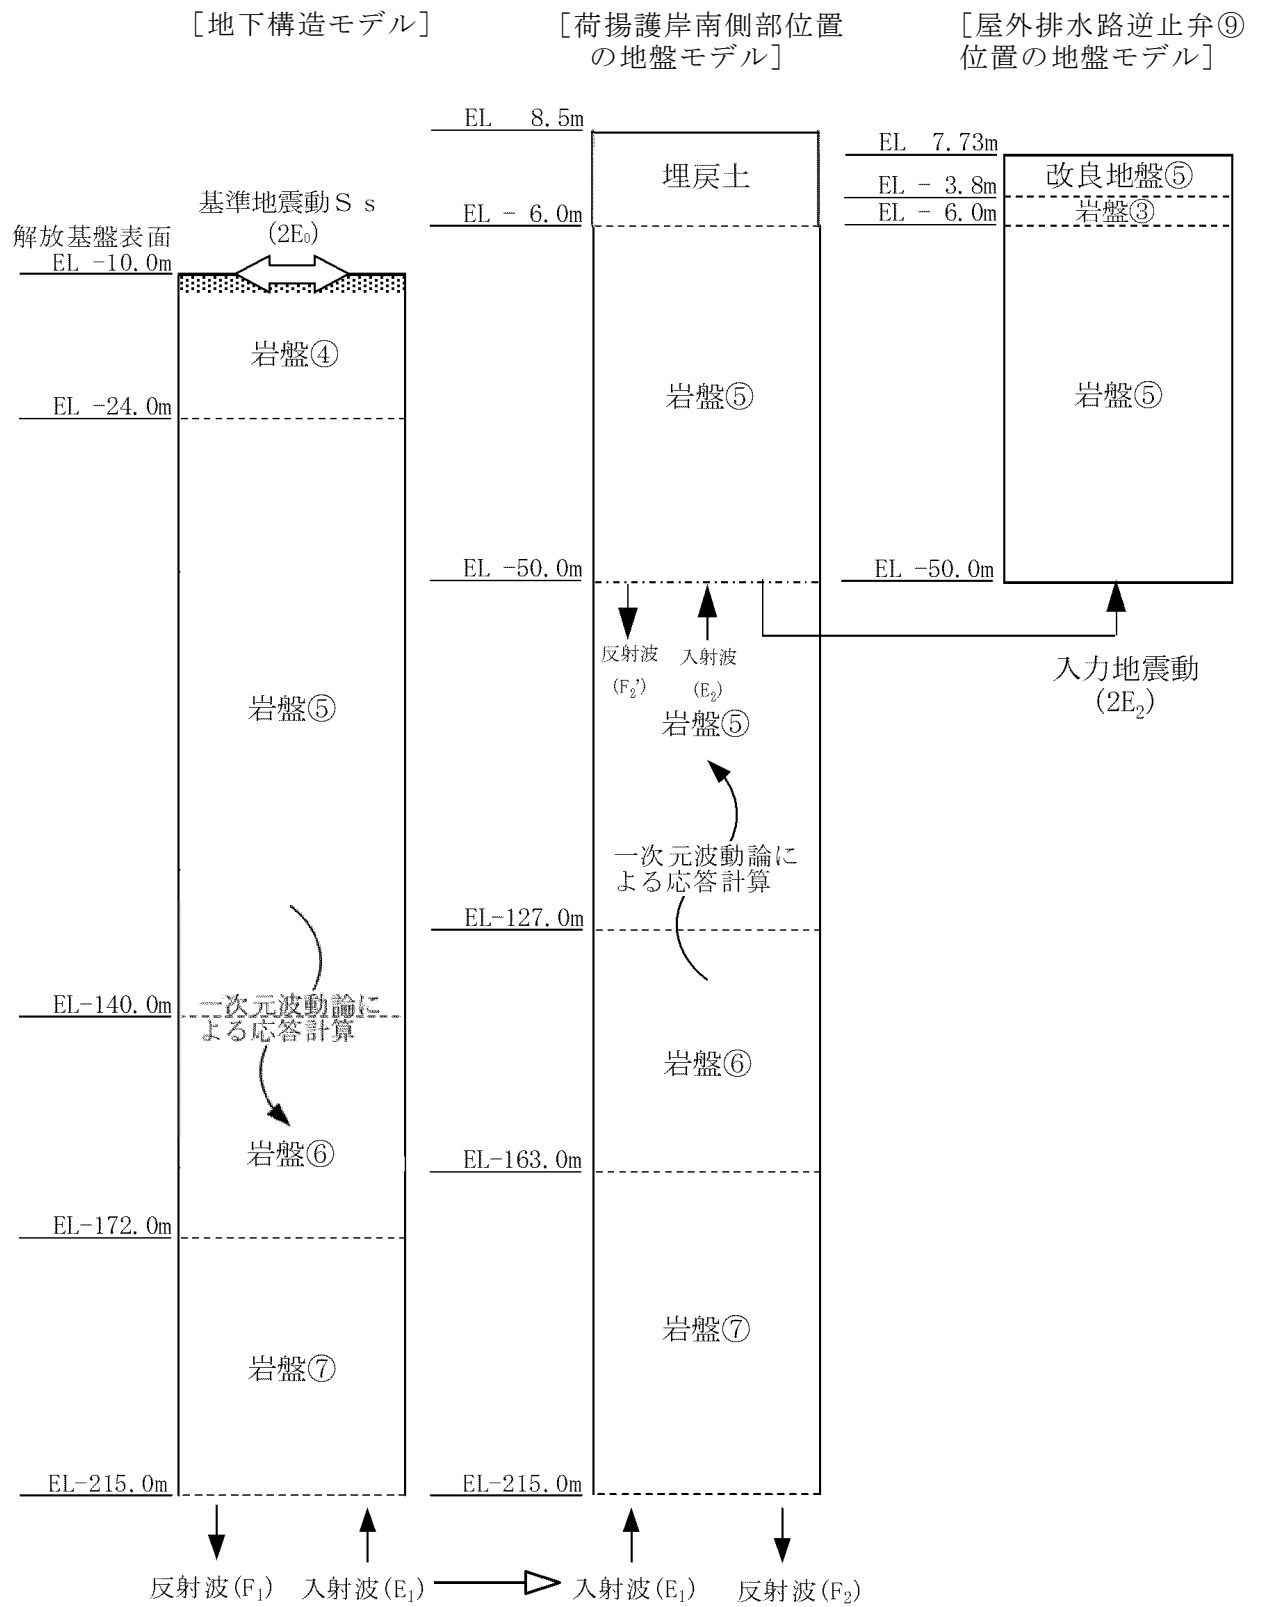 ［地下構造モデル］
基準地震動Ｓｓ
(2E₀)
解放基盤表面
EL -10.0m
岩盤④
EL -24.0m
岩盤⑤
EL-140.0m
一次元波動論に
よる応答計算
岩盤⑥
EL-172.0m
岩盤⑦
EL-215.0m
反射波(F₁)
入射波(E₁)
［荷揚護岸南側部位置
の地盤モデル］
EL 8.5m
埋戻土
EL - 6.0m
岩盤⑤
EL -50.0m
反射波
(F₂')
入射波
(E₂)
岩盤⑤
一次元波動論に
よる応答計算
EL-127.0m
岩盤⑥
EL-163.0m
岩盤⑦
EL-215.0m
入射波(E₁)
反射波(F₂)
［屋外排水路逆止弁⑨
位置の地盤モデル］
EL 7.73m
改良地盤⑤
EL - 3.8m
岩盤③
EL - 6.0m
岩盤⑤
EL -50.0m
入力地震動
(2E₂)